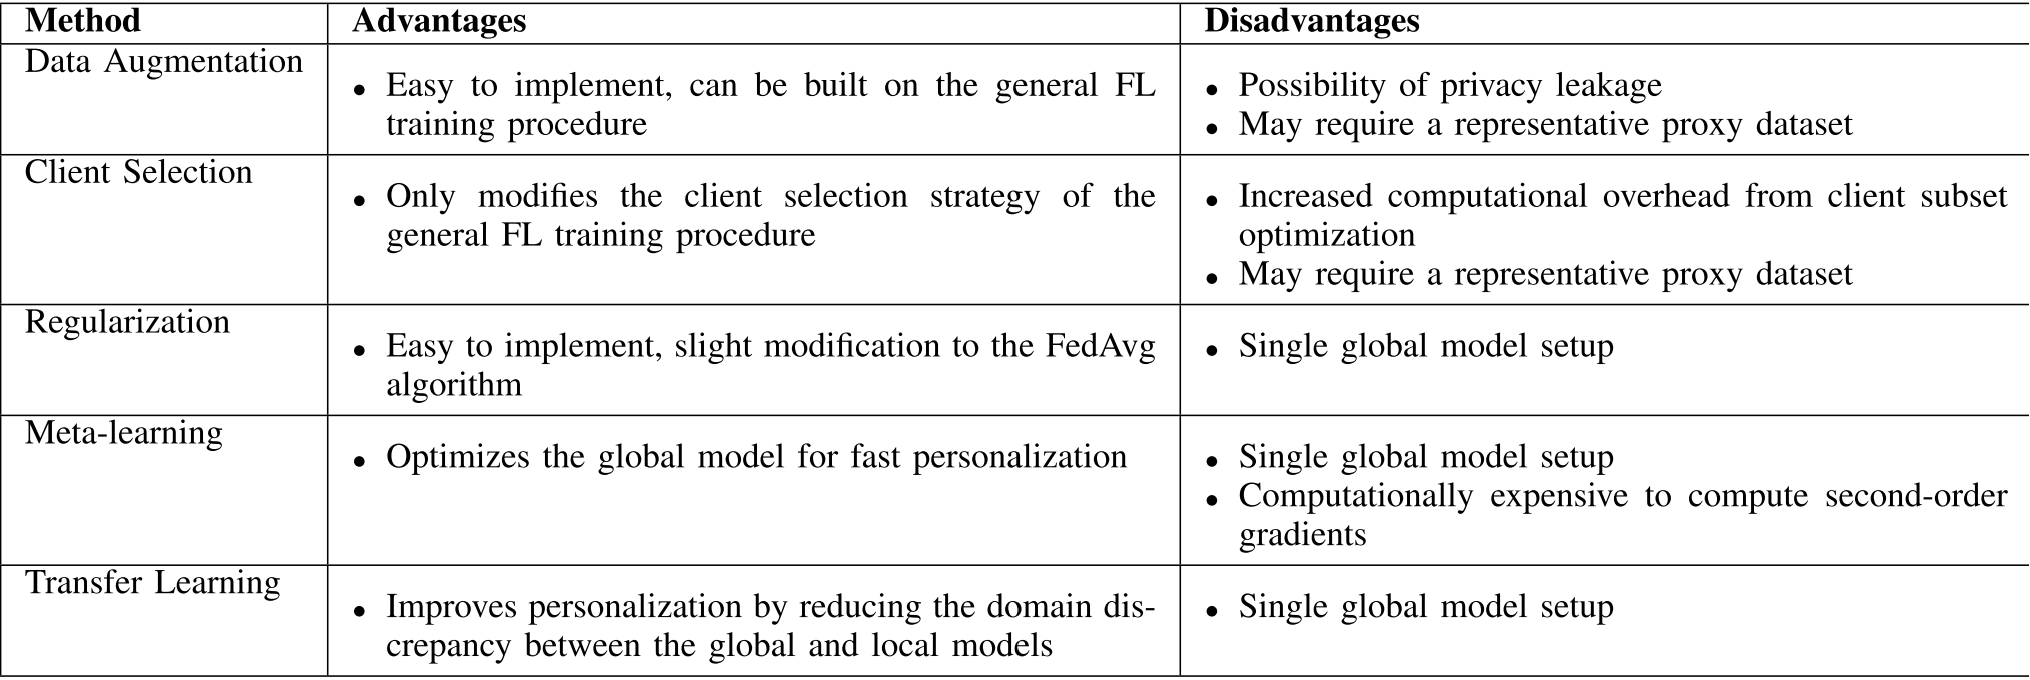 Method Advantages Disadvantages
Data Augmentation
• Easy to implement, can be built on the general FL
training procedure
• Possibility of privacy leakage
• May require a representative proxy dataset
Client Selection
• Only modifies the client selection strategy of the
general FL training procedure
• Increased computational overhead from client subset
optimization
• May require a representative proxy dataset
Regularization
• Easy to implement, slight modification to the FedAvg
algorithm
• Single global model setup
Meta-learning
• Optimizes the global model for fast personalization
• Single global model setup
• Computationally expensive to compute second-order
gradients
Transfer Learning
• Improves personalization by reducing the domain dis-
crepancy between the global and local models
• Single global model setup